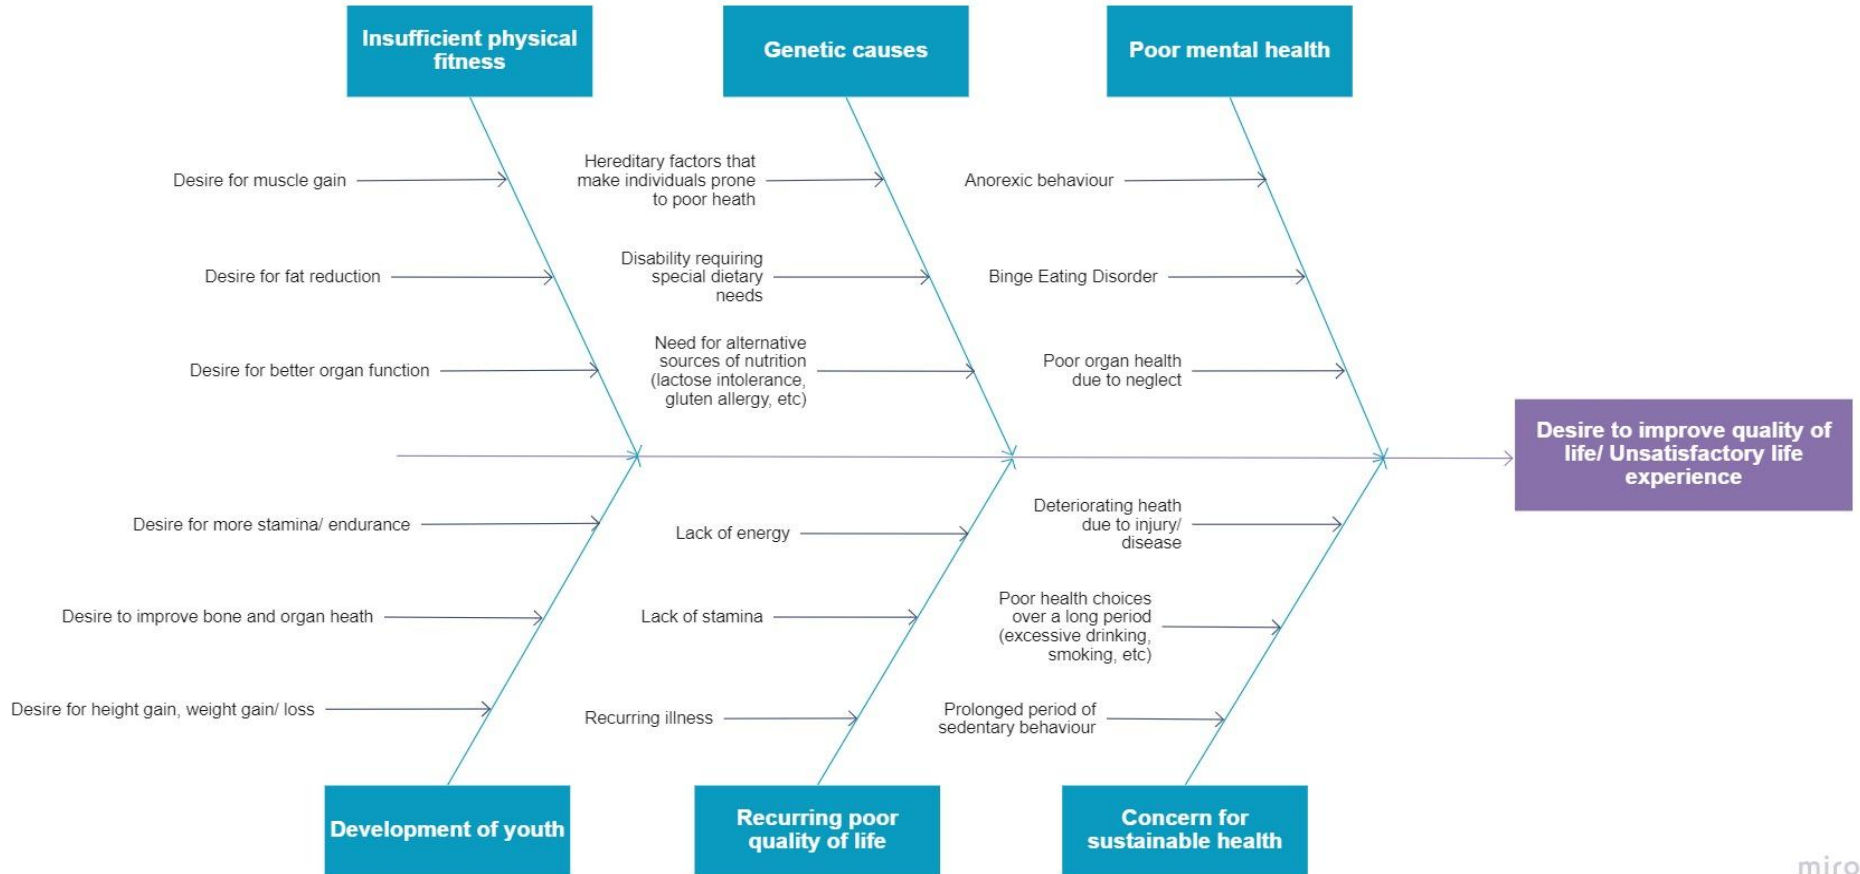 Insufficient physical
fitness
Genetic causes
Poor mental health
Desire for muscle gain
Desire for fat reduction
Desire for better organ function
Hereditary factors that
make individuals prone
to poor heath
Disability requiring
special dietary
needs
Need for alternative
sources of nutrition
(lactose intolerance,
gluten allergy, etc)
Anorexic behaviour
Binge Eating Disorder
Poor organ health
due to neglect
Desire to improve quality of
life/ Unsatisfactory life
experience
Desire for more stamina/ endurance
Desire to improve bone and organ heath
Desire for height gain, weight gain/ loss
Lack of energy
Lack of stamina
Recurring illness
Deteriorating heath
due to injury/
disease
Poor health choices
over a long period
(excessive drinking,
smoking, etc)
Prolonged period of
sedentary behaviour
Development of youth
Recurring poor
quality of life
Concern for
sustainable health
miro